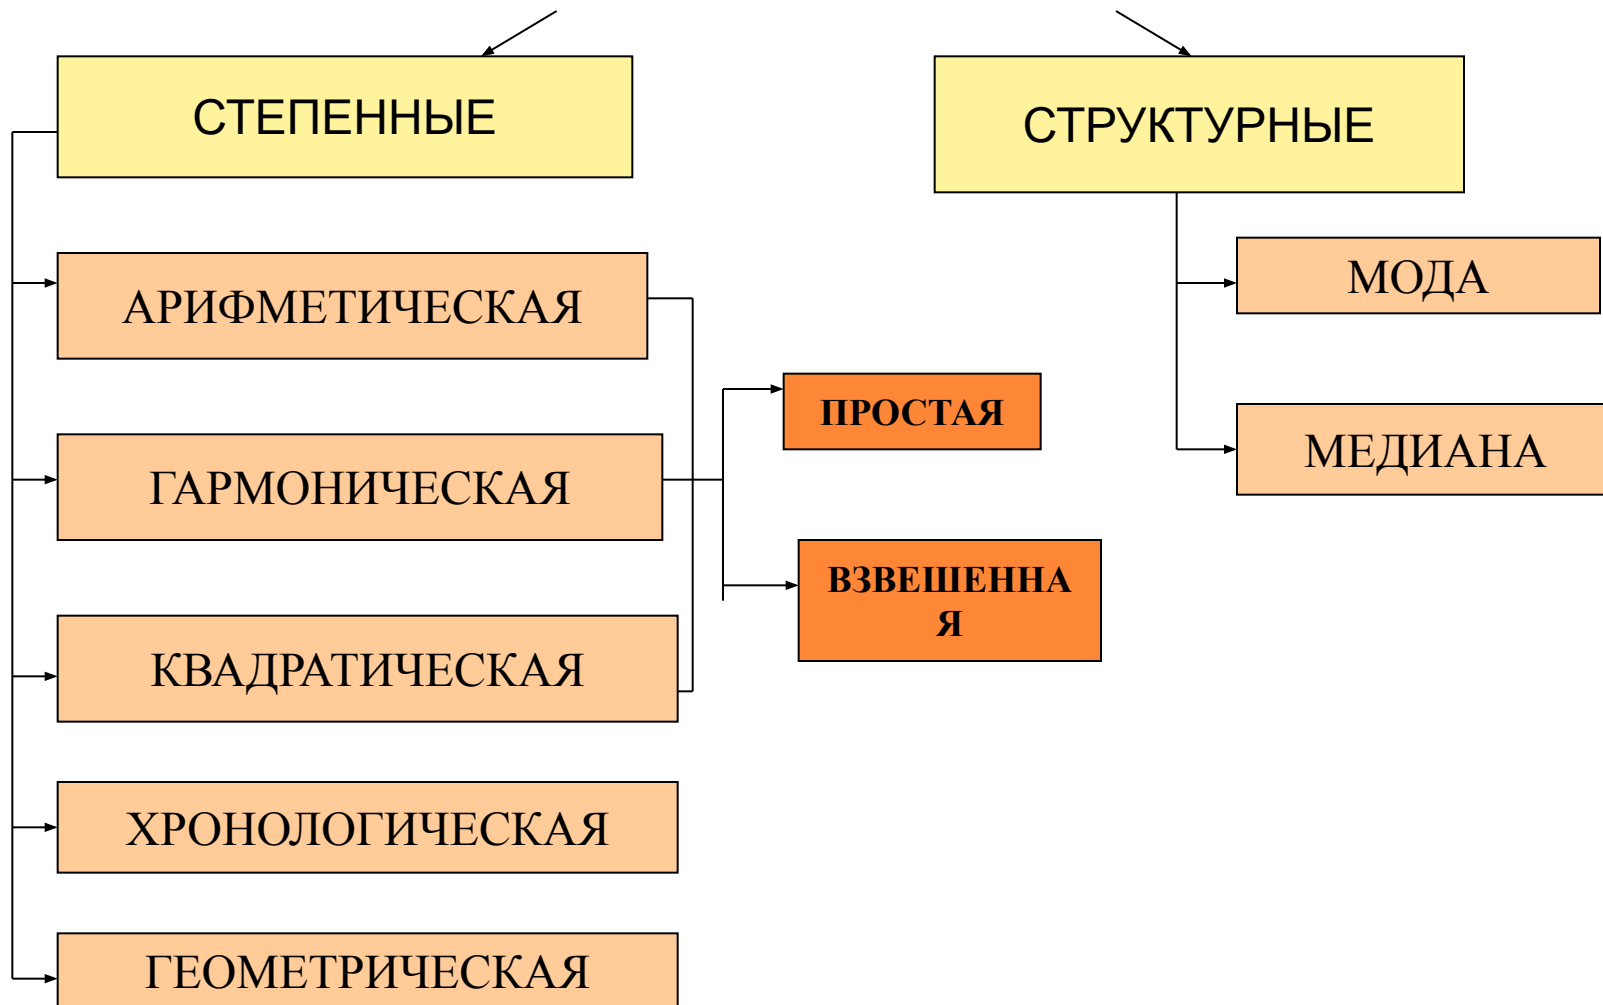 СТЕПЕННЫЕ
СТРУКТУРНЫЕ
АРИФМЕТИЧЕСКАЯ
ГАРМОНИЧЕСКАЯ
КВАДРАТИЧЕСКАЯ
ХРОНОЛОГИЧЕСКАЯ
ГЕОМЕТРИЧЕСКАЯ
ПРОСТАЯ
ВЗВЕШЕННА
Я
МОДА
МЕДИАНА